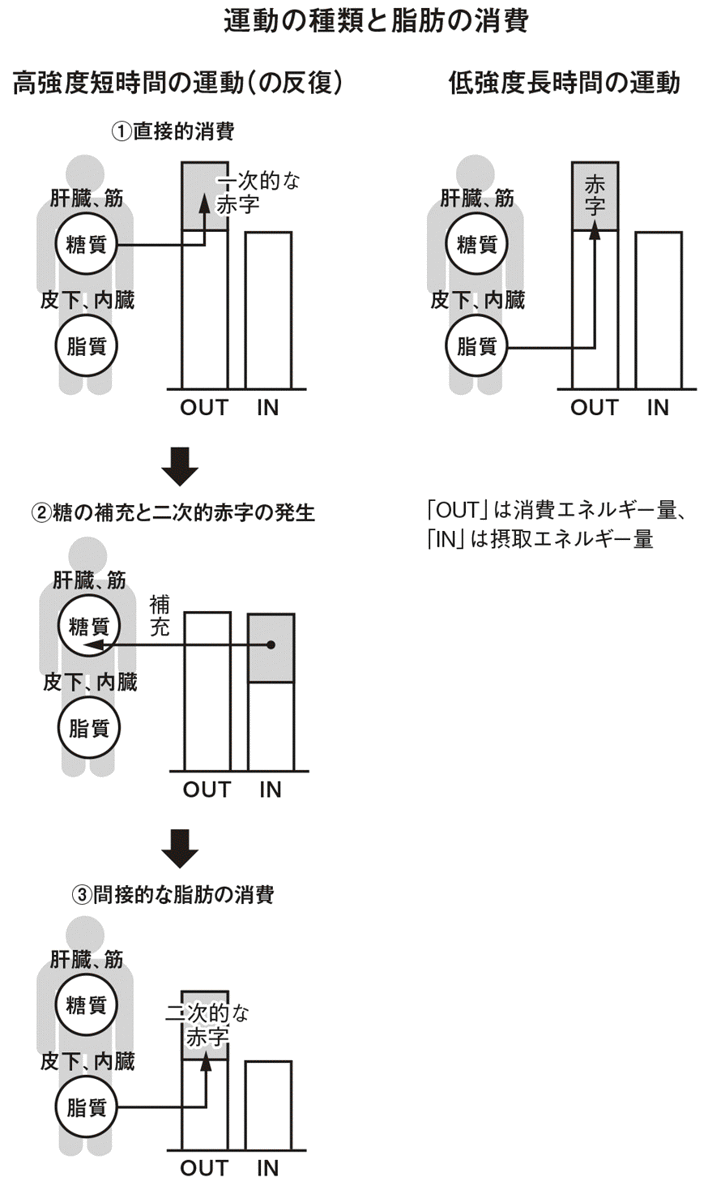 運動の種類と脂肪の消費
高強度短時間の運動(の反復)
①直接的消費
肝臓、筋
糖質
皮下、内臓
脂質
一次的な
赤字
OUT IN
②糖の補充と二次的赤字の発生
肝臓、筋
糖質
皮下、内臓
脂質
補充
OUT IN
③間接的な脂肪の消費
肝臓、筋
糖質
皮下、内臓
脂質
二次的な
赤字
OUT IN
低強度長時間の運動
肝臓、筋
糖質
皮下、内臓
脂質
赤字
OUT IN
「OUT」は消費エネルギー量、
「IN」は摂取エネルギー量